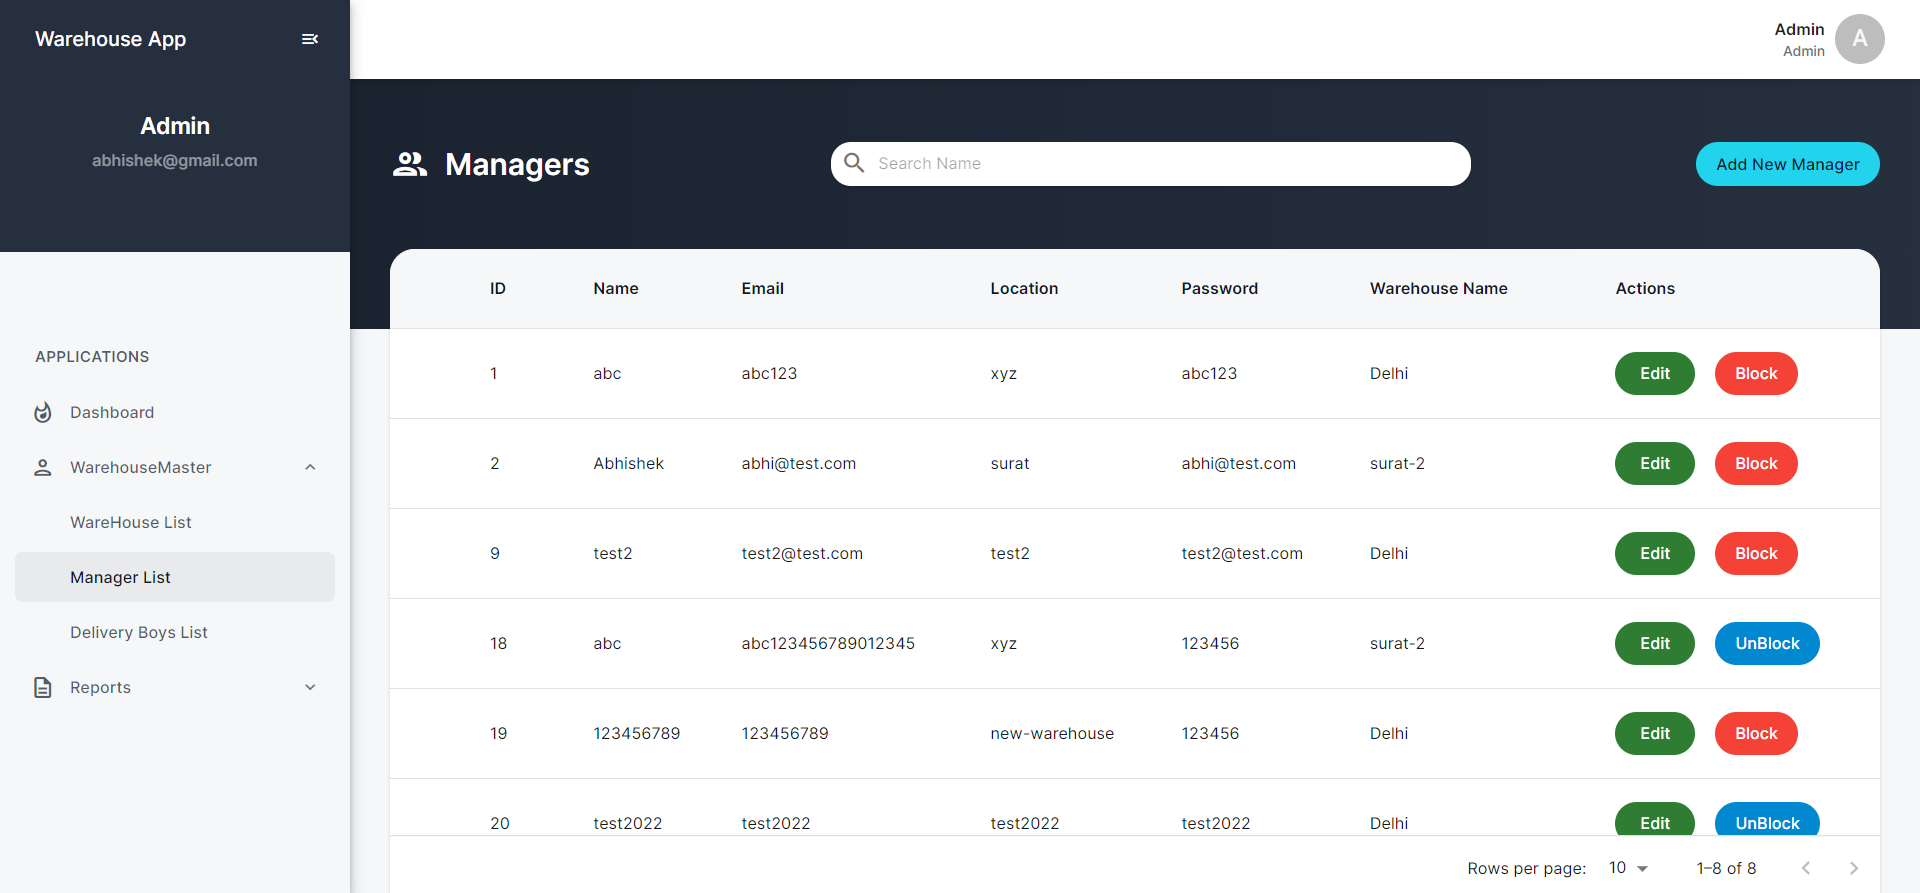 Warehouse App
Admin
abhishek@gmail.com
APPLICATIONS
Dashboard
WarehouseMaster
WareHouse List
Manager List
Delivery Boys List
Reports
Admin
Admin
A
Managers
Search Name
Add New Manager
ID Name Email Location Password Warehouse Name Actions
1 abc abc123 xyz abc123 Delhi Edit Block
2 Abhishek abhi@test.com surat abhi@test.com surat-2 Edit Block
9 test2 test2@test.com test2 test2@test.com Delhi Edit Block
18 abc abc123456789012345 xyz 123456 surat-2 Edit UnBlock
19 123456789 123456789 new-warehouse 123456 Delhi Edit Block
20 test2022 test2022 test2022 test2022 Delhi Edit UnBlock
Rows per page: 10 1–8 of 8